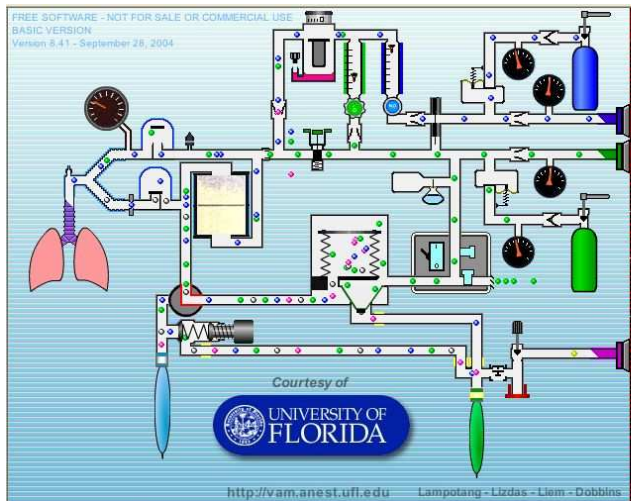 FREE SOFTWARE - NOT FOR SALE OR COMMERCIAL USE
BASIC VERSION
Version 8.41 - September 28, 2004
Courtesy of
UNIVERSITY OF
FLORIDA
http://vam.anest.ufl.edu Lampotang - Lizdas - Liem - Dobbins